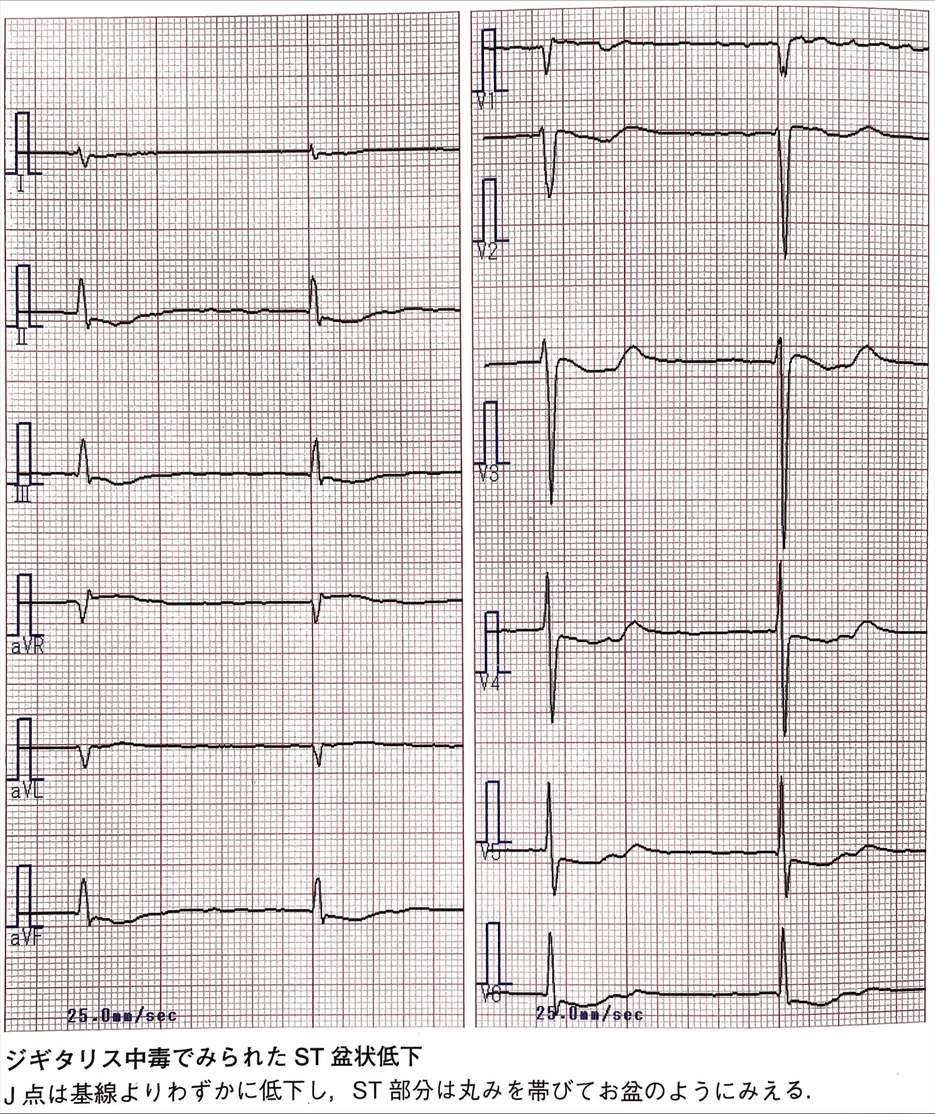 I
II
III
aVR
aVL
aVF
25.0mm/sec
V1
V2
V3
V4
V5
V6
25.0mm/sec
ジギタリス中毒でみられた ST 盆状低下
J 点は基線よりわずかに低下し，ST 部分は丸みを帯びてお盆のようにみえる．